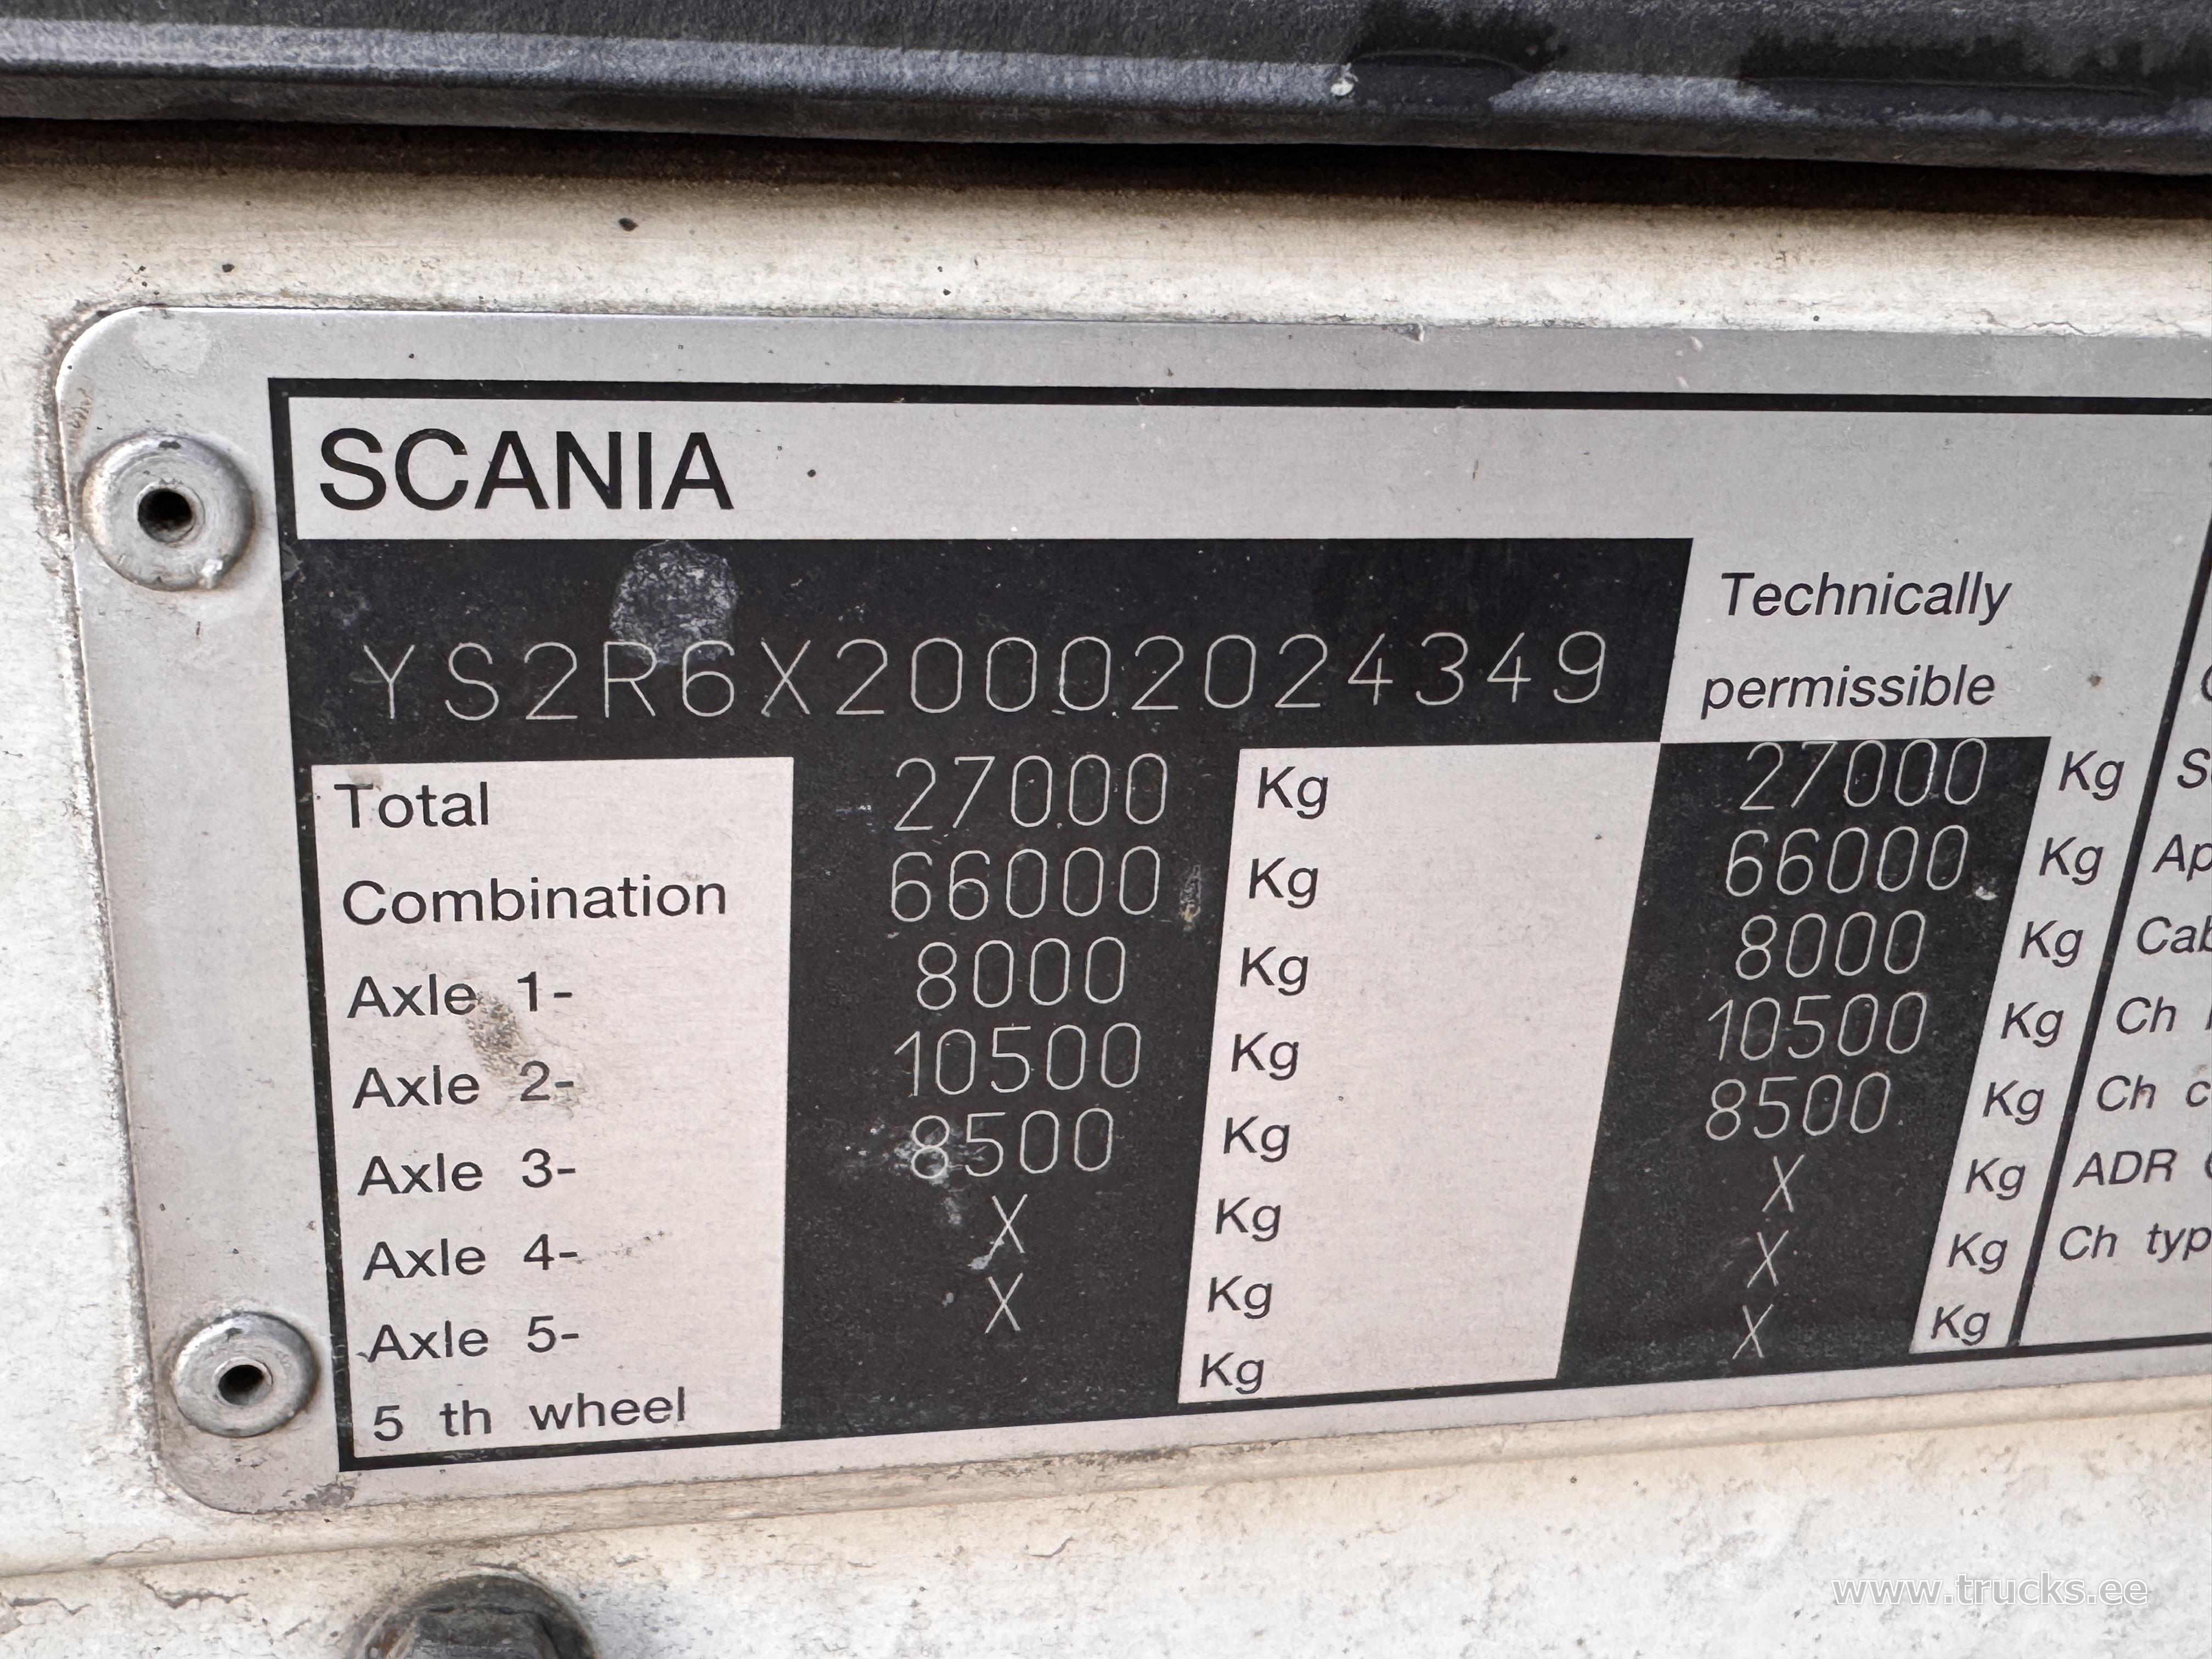 SCANIA
YS2R6X20002024349
Technically
permissible
Total 27000 Kg 27000 Kg
Combination 66000 Kg 66000 Kg
Axle 1- 8000 Kg 8000 Kg
Axle 2- 10500 Kg 10500 Kg
Axle 3- 8500 Kg 8500 Kg
Axle 4- X Kg X Kg
Axle 5- X Kg X Kg
5 th wheel Kg X Kg
Ch
Ch
ADR
Ch typ
www.trucks.ee